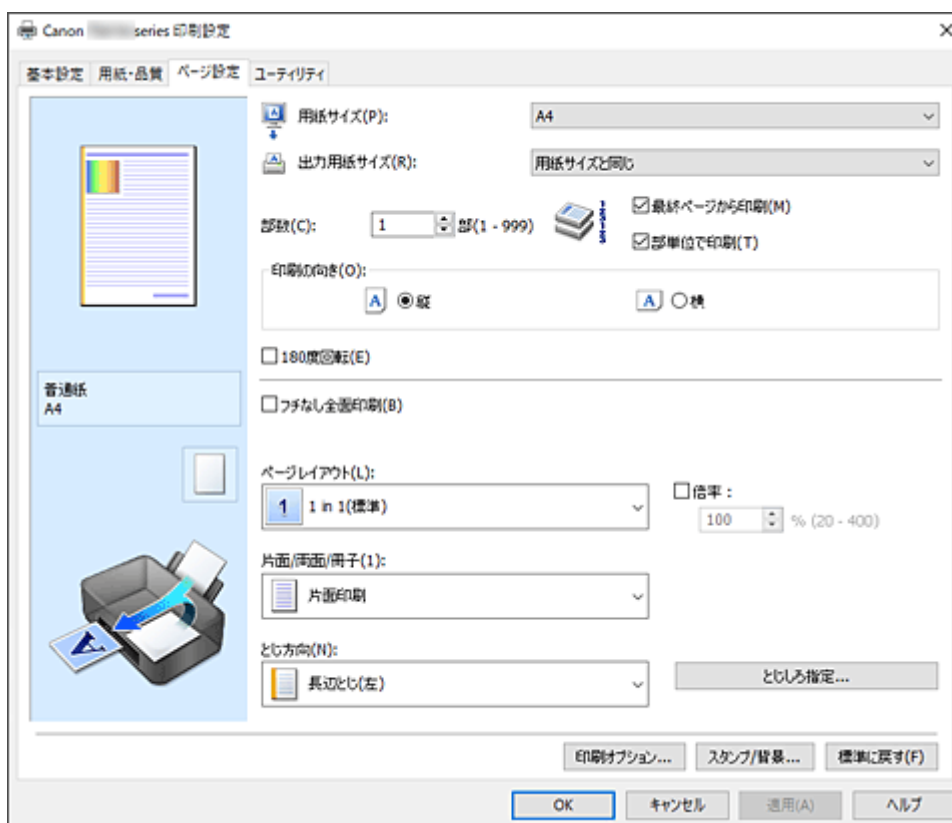 Canon series 印刷設定
基本設定 用紙・品質 ページ設定 ユーティリティ
用紙サイズ(P): A4
出力用紙サイズ(R): 用紙サイズと同じ
部数(C): 1 部(1 - 999)
最終ページから印刷(M)
部単位で印刷(T)
印刷の向き(O):
A 縦 A 横
180度回転(E)
普通紙
A4
フチなし全面印刷(B)
ページレイアウト(L):
1 1 in 1(標準)
倍率：
100 % (20 - 400)
片面/両面/冊子(1):
片面印刷
とじ方向(N):
長辺とじ(左) とじしろ指定...
印刷オプション... スタンプ/背景... 標準に戻す(F)
OK キャンセル 適用(A) ヘルプ